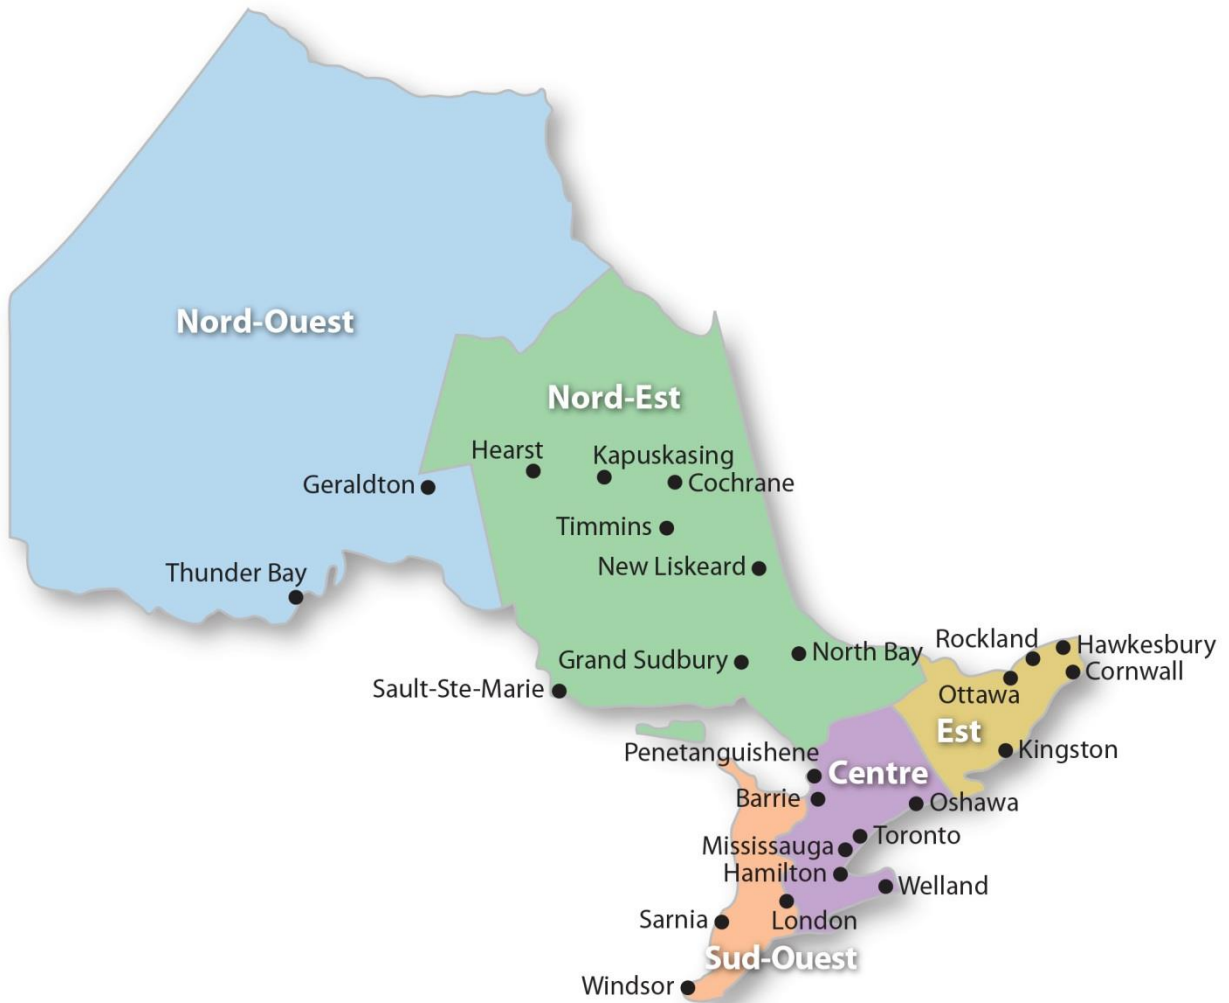 Nord-Ouest
Nord-Est
Hearst
Kapuskasing
Geraldton
Cochrane
Timmins
New Liskeard
Thunder Bay
Rockland
Hawkesbury
Grand Sudbury
North Bay
Cornwall
Sault-Ste-Marie
Ottawa
Est
Penetanguishene
Kingston
Centre
Barrie
Oshawa
Toronto
Mississauga
Hamilton
Welland
Sarnia
London
Sud-Ouest
Windsor